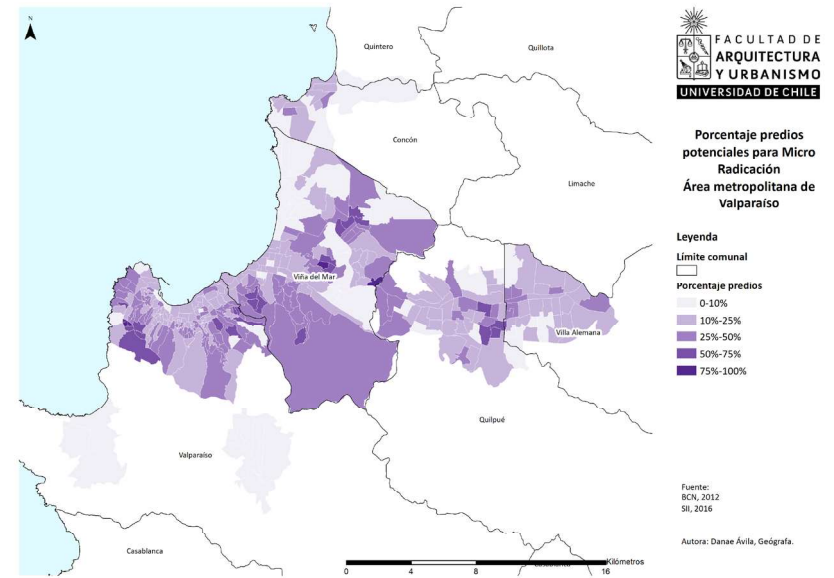 N
Quintero
Quillota
Concón
Limache
Viña del Mar
Villa Alemana
Quilpué
Valparaíso
Casablanca
Kilómetros
0
4
8
16
FACULTAD DE
ARQUITECTURA
Y URBANISMO
UNIVERSIDAD DE CHILE
Porcentaje predios
potenciales para Micro
Radicación
Área metropolitana de
Valparaíso
Leyenda
Límite comunal
Porcentaje predios
0-10%
10%-25%
25%-50%
50%-75%
75%-100%
Fuente:
BCN, 2012
SII, 2016
Autora: Danae Ávila, Geógrafa.